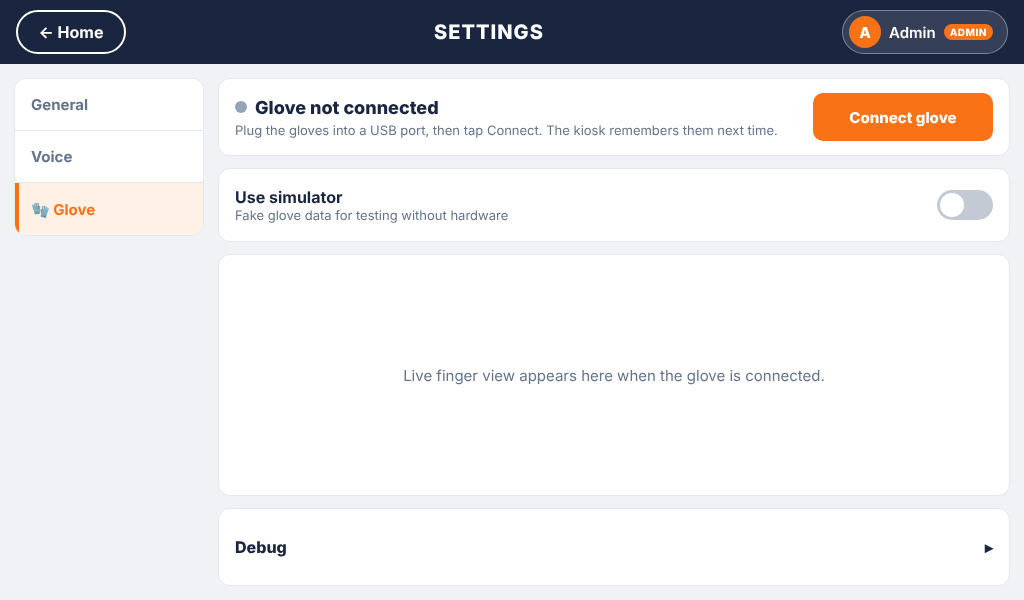 ← Home
SETTINGS
A Admin ADMIN
General
Voice
🧤 Glove
Glove not connected
Plug the gloves into a USB port, then tap Connect. The kiosk remembers them next time.
Connect glove
Use simulator
Fake glove data for testing without hardware
Live finger view appears here when the glove is connected.
Debug ▸